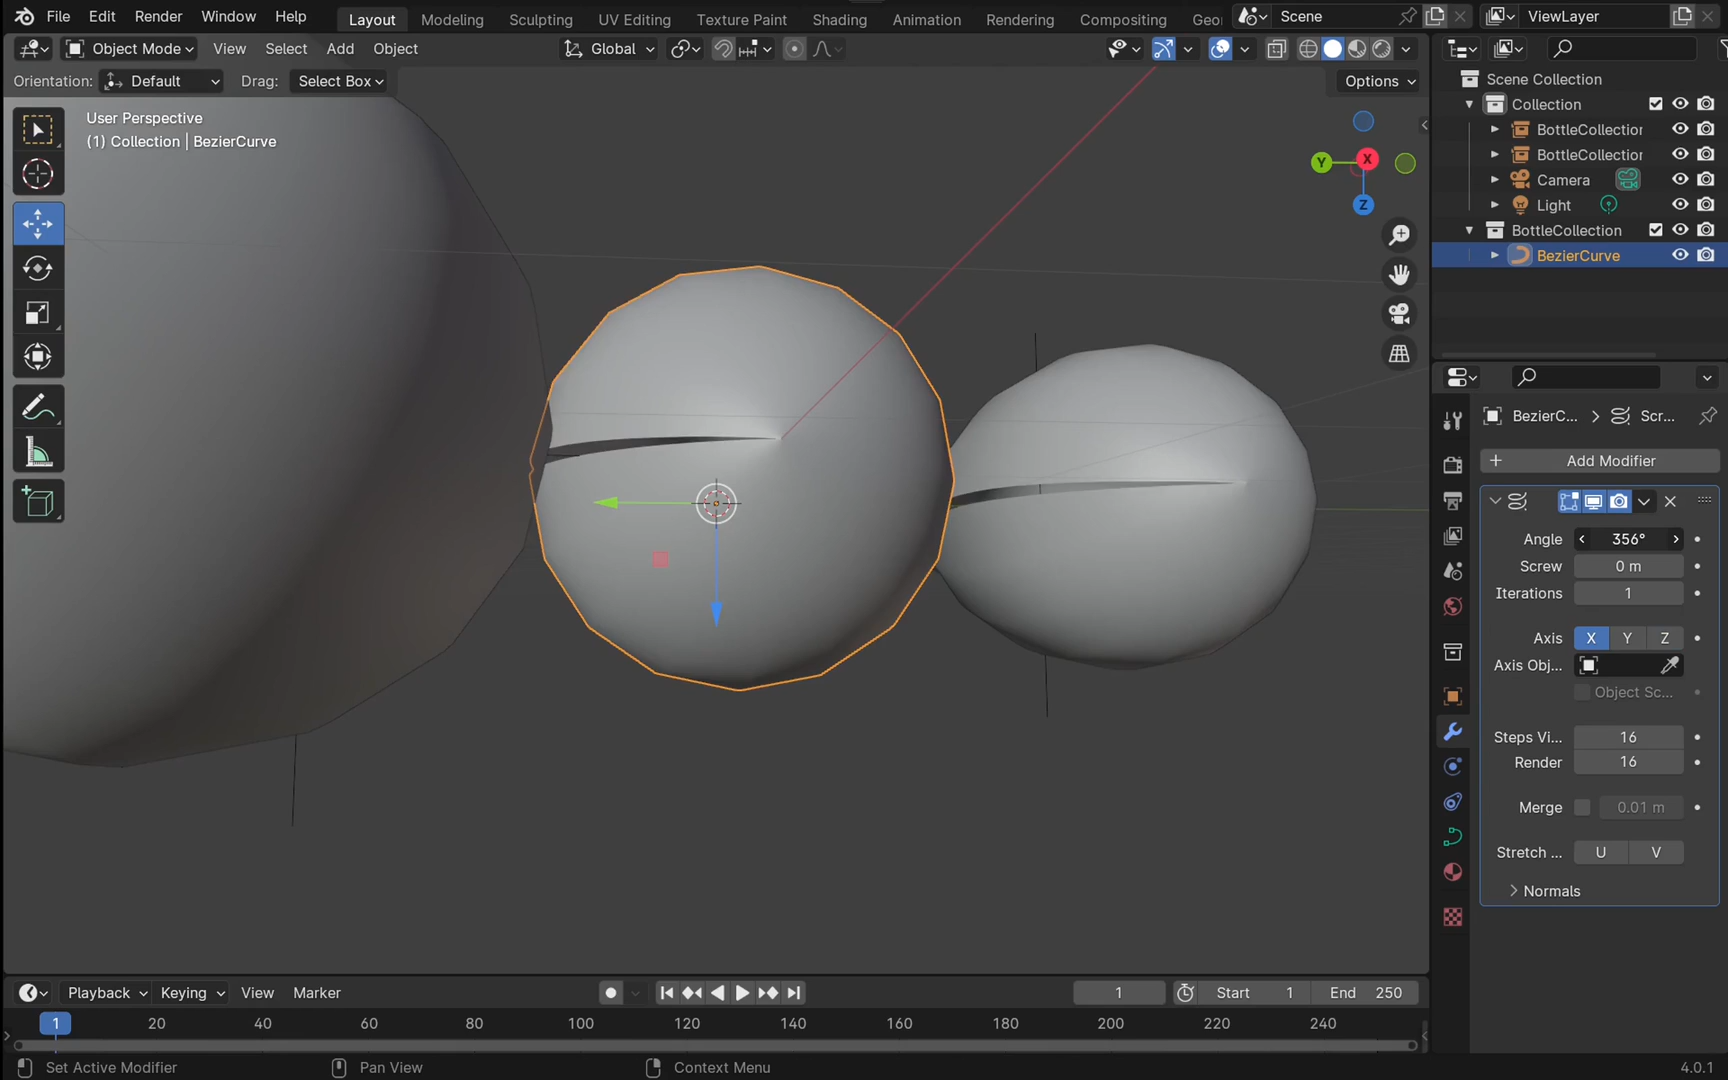 File Edit Render Window Help Layout Modeling Sculpting UV Editing Texture Paint Shading Animation Rendering Compositing Geo Scene ViewLayer
Object Mode View Select Add Object Global
Orientation: Default Drag: Select Box Options
User Perspective
(1) Collection | BezierCurve
Y X Z
Scene Collection
Collection
BottleCollection
BottleCollection
Camera
Light
BottleCollection
BezierCurve
BezierC... > Scr...
+ Add Modifier
Angle 356°
Screw 0 m
Iterations 1
Axis X Y Z
Axis Obj...
Object Sc...
Steps Vi... 16
Render 16
Merge 0.01 m
Stretch ... U V
Normals
Playback Keying View Marker 1 Start 1 End 250
1 20 40 60 80 100 120 140 160 180 200 220 240
Set Active Modifier Pan View Context Menu 4.0.1